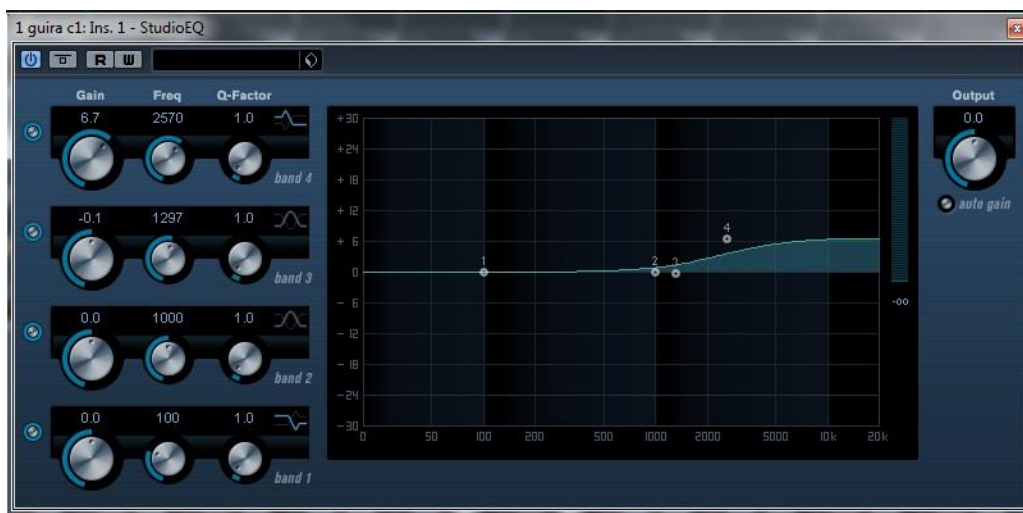 1 guira c1: Ins. 1 - StudioEQ
R W
Gain Freq Q-Factor
6.7 2570 1.0
band 4
-0.1 1297 1.0
band 3
0.0 1000 1.0
band 2
0.0 100 1.0
band 1
+30
+24
+18
+12
+6
0
-6
-12
-18
-24
-30
0 50 100 200 500 1000 2000 5000 10k 20k
1 2 3 4
-∞
Output
0.0
auto gain